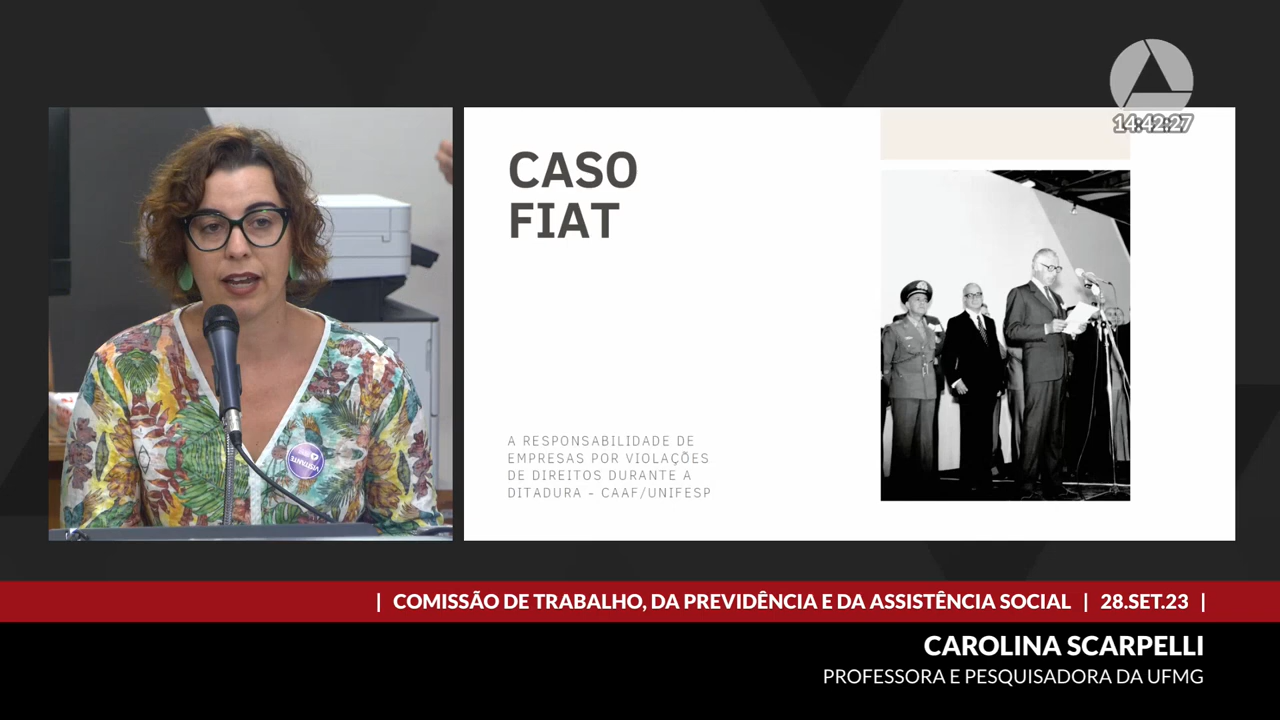 14:42:27
CASO
FIAT
A RESPONSABILIDADE DE
EMPRESAS POR VIOLAÇÕES
DE DIREITOS DURANTE A
DITADURA - CAAF/UNIFESP
VISITANTE
| COMISSÃO DE TRABALHO, DA PREVIDÊNCIA E DA ASSISTÊNCIA SOCIAL | 28.SET.23 |
CAROLINA SCARPELLI
PROFESSORA E PESQUISADORA DA UFMG